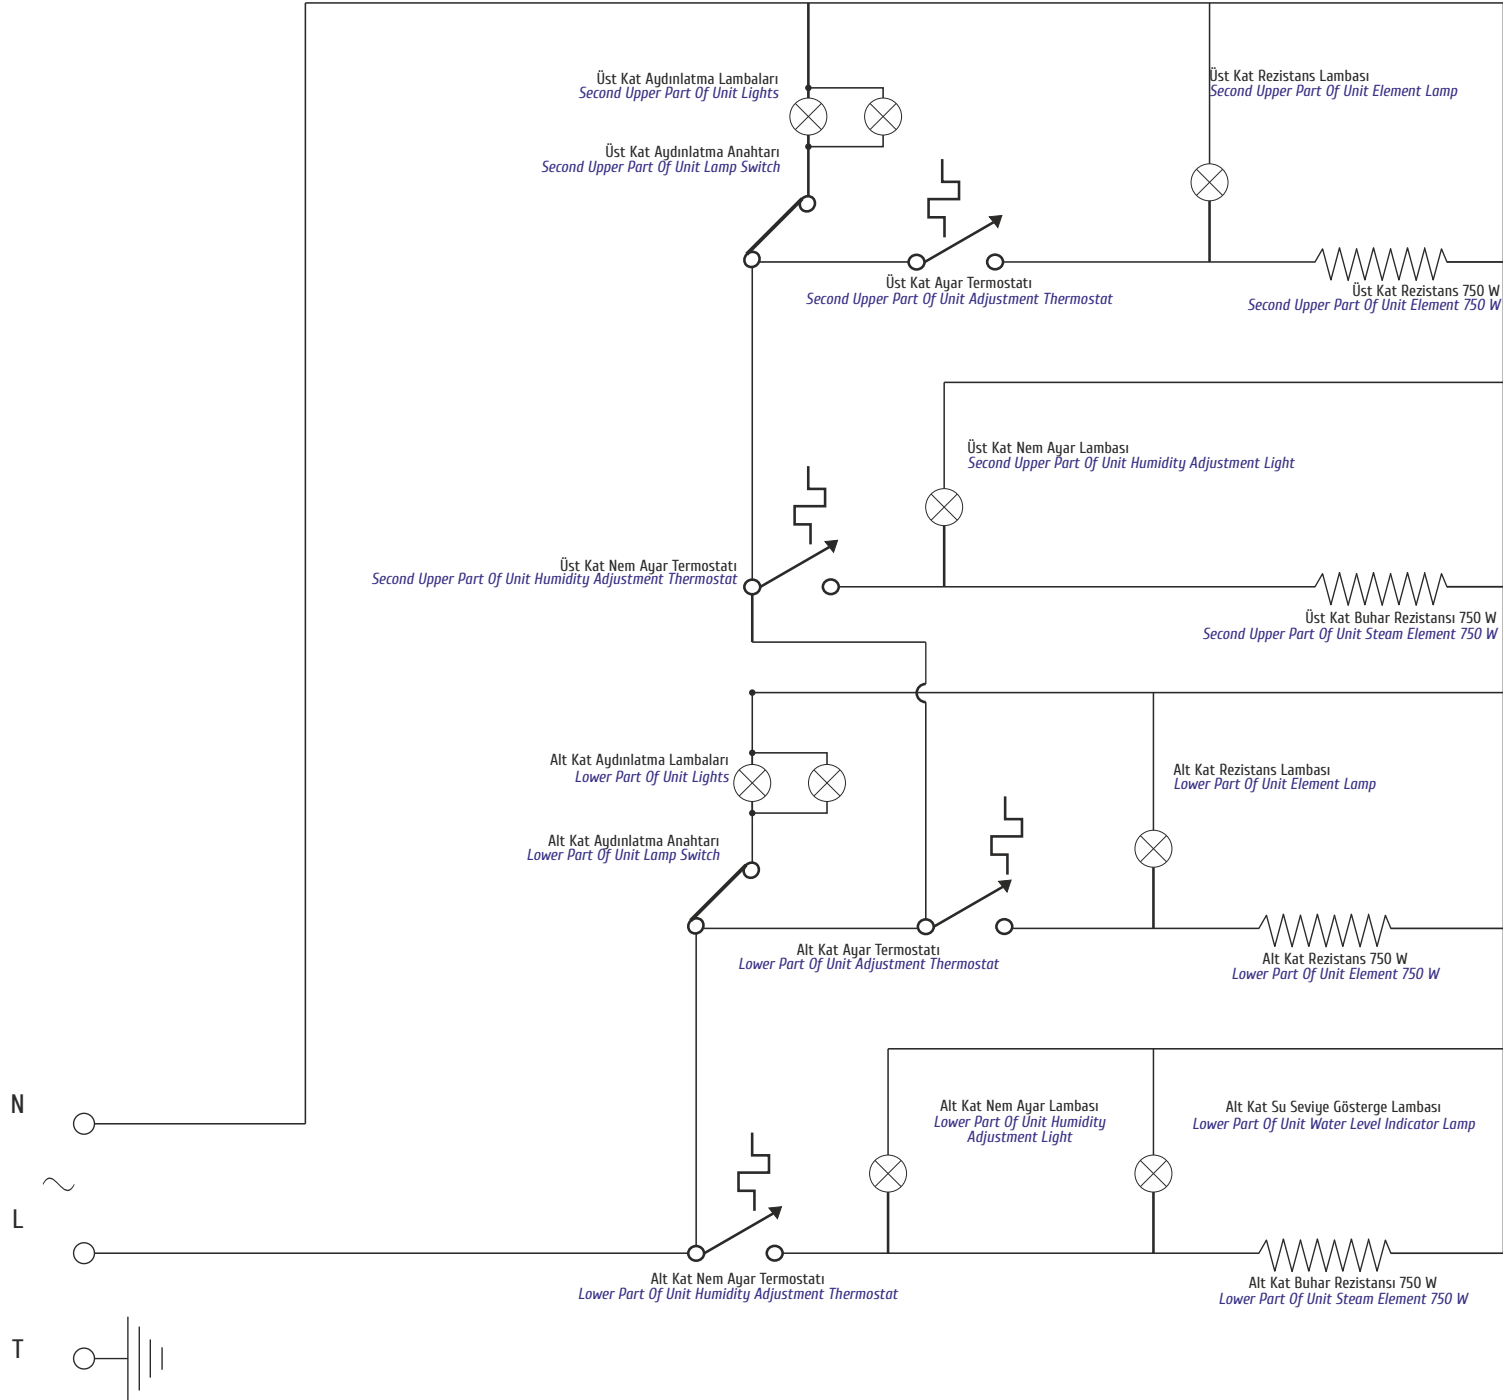 Üst Kat Aydınlatma Lambaları
Second Upper Part Of Unit Lights
Üst Kat Rezistans Lambası
Second Upper Part Of Unit Element Lamp
Üst Kat Aydınlatma Anahtarı
Second Upper Part Of Unit Lamp Switch
Üst Kat Ayar Termostatı
Second Upper Part Of Unit Adjustment Thermostat
Üst Kat Rezistans 750 W
Second Upper Part Of Unit Element 750 W
Üst Kat Nem Ayar Lambası
Second Upper Part Of Unit Humidity Adjustment Light
Üst Kat Nem Ayar Termostatı
Second Upper Part Of Unit Humidity Adjustment Thermostat
Üst Kat Buhar Rezistansı 750 W
Second Upper Part Of Unit Steam Element 750 W
Alt Kat Aydınlatma Lambaları
Lower Part Of Unit Lights
Alt Kat Rezistans Lambası
Lower Part Of Unit Element Lamp
Alt Kat Aydınlatma Anahtarı
Lower Part Of Unit Lamp Switch
Alt Kat Ayar Termostatı
Lower Part Of Unit Adjustment Thermostat
Alt Kat Rezistans 750 W
Lower Part Of Unit Element 750 W
N
Alt Kat Nem Ayar Lambası
Lower Part Of Unit Humidity
Adjustment Light
Alt Kat Su Seviye Gösterge Lambası
Lower Part Of Unit Water Level Indicator Lamp
L
Alt Kat Nem Ayar Termostatı
Lower Part Of Unit Humidity Adjustment Thermostat
Alt Kat Buhar Rezistansı 750 W
Lower Part Of Unit Steam Element 750 W
T